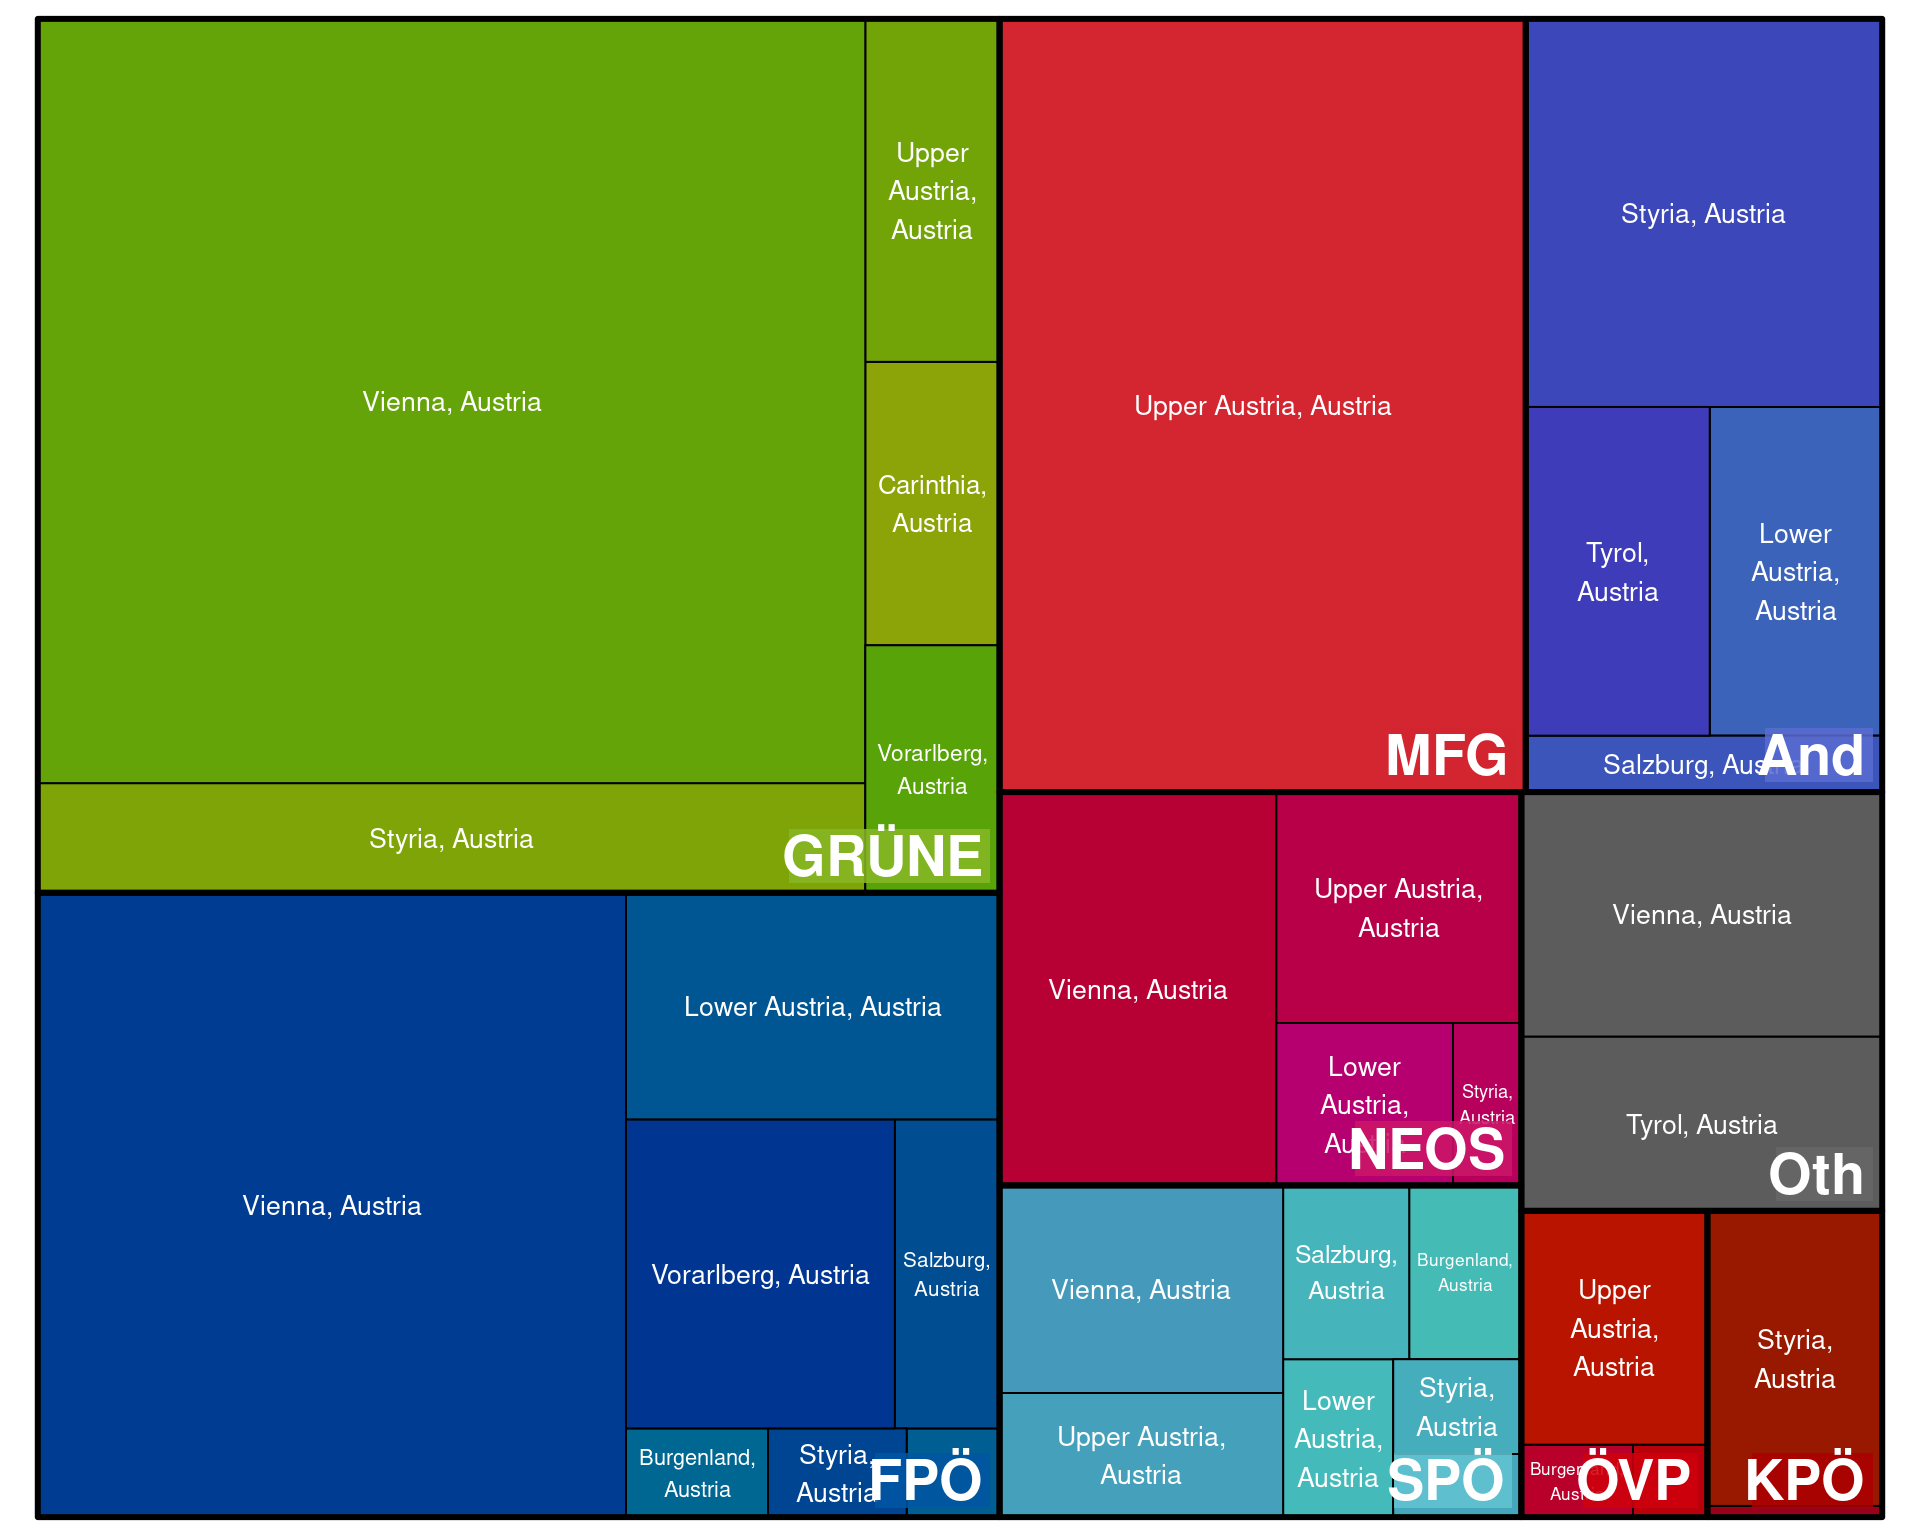 Vienna, Austria
Upper
Austria,
Austria
Carinthia,
Austria
Vorarlberg,
Austria
Styria, Austria
GRÜNE
Upper Austria, Austria
MFG
Styria, Austria
Tyrol,
Austria
Lower
Austria,
Austria
Salzburg,
And
Vienna, Austria
Lower Austria, Austria
Vorarlberg, Austria
Salzburg,
Austria
Burgenland,
Austria
Styria,
Austria
FPÖ
Vienna, Austria
Upper Austria,
Austria
Lower
Austria,
Styria,
Austria
NEOS
Vienna, Austria
Tyrol, Austria
Oth
Vienna, Austria
Upper Austria,
Austria
Salzburg,
Austria
Burgenland,
Austria
Lower
Austria,
Austria
Styria,
Austria
SPÖ
Upper
Austria,
Austria
ÖVP
Styria,
Austria
KPÖ